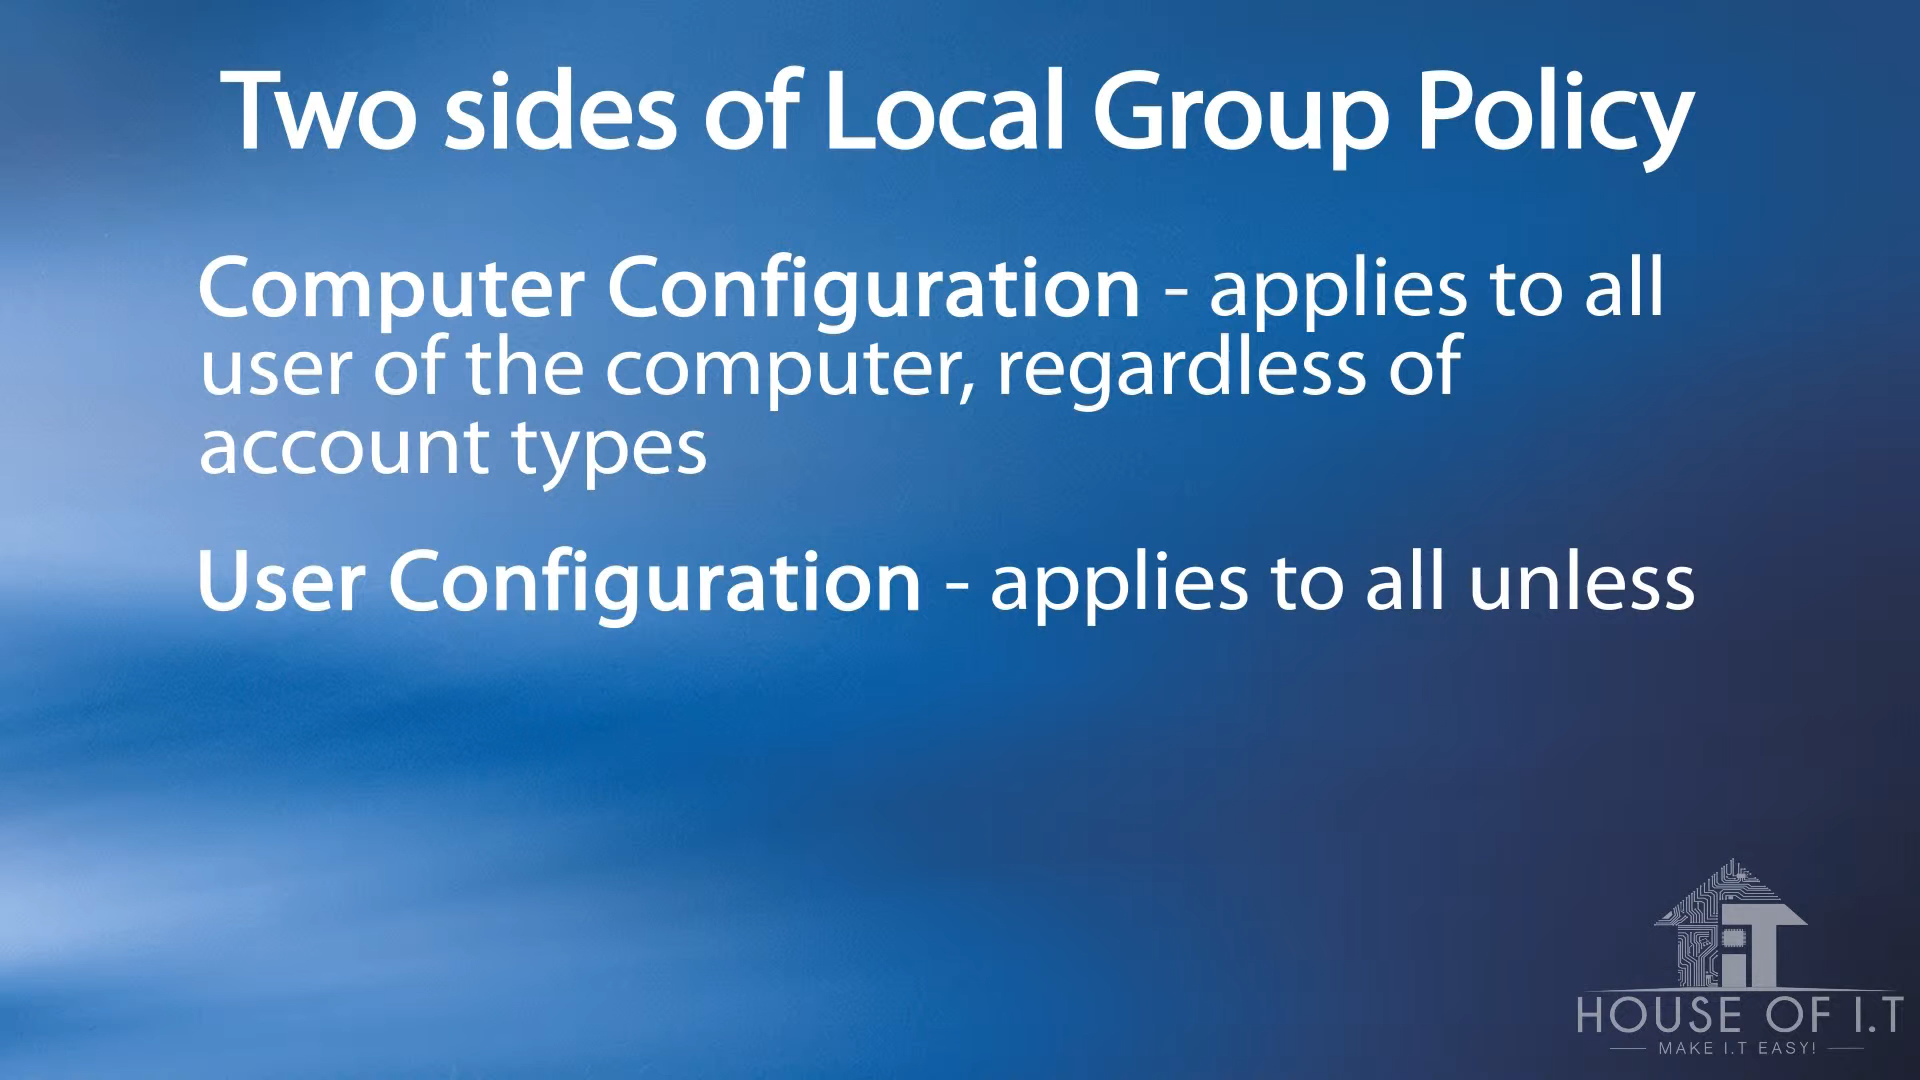 Two sides of Local Group Policy
Computer Configuration - applies to all
user of the computer, regardless of
account types
User Configuration - applies to all unless
iT
HOUSE OF I.T
MAKE I.T EASY!